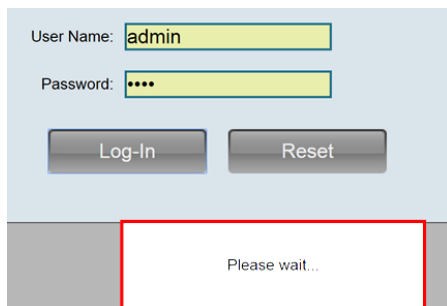 User Name: admin
Password: ••••
Log-In Reset
Please wait...